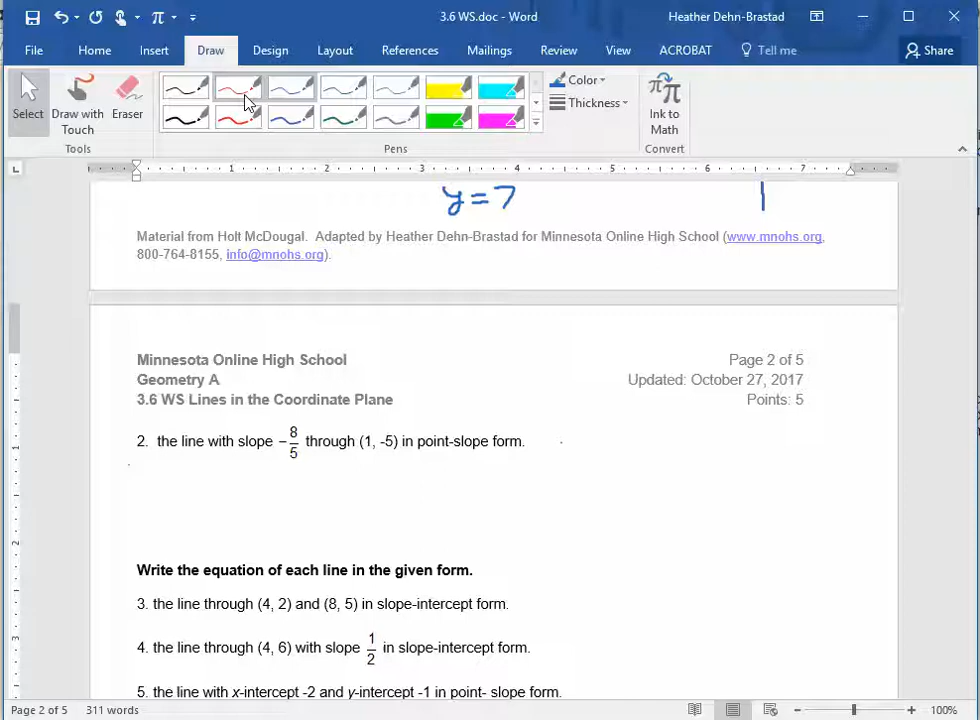 3.6 WS.doc - Word
Heather Dehn-Brastad
File Home Insert Draw Design Layout References Mailings Review View ACROBAT Tell me Share
Select
Draw with Touch
Eraser
Color
Thickness
Ink to Math
Tools Pens Convert
1 2 3 4 5 6 7
y = 7
Material from Holt McDougal. Adapted by Heather Dehn-Brastad for Minnesota Online High School (www.mnohs.org,
800-764-8155, info@mnohs.org).
Minnesota Online High School Page 2 of 5
Geometry A Updated: October 27, 2017
3.6 WS Lines in the Coordinate Plane Points: 5
2. the line with slope −8/5 through (1, -5) in point-slope form.
Write the equation of each line in the given form.
3. the line through (4, 2) and (8, 5) in slope-intercept form.
4. the line through (4, 6) with slope 1/2 in slope-intercept form.
5. the line with x-intercept -2 and y-intercept -1 in point- slope form.
Page 2 of 5 311 words 100%